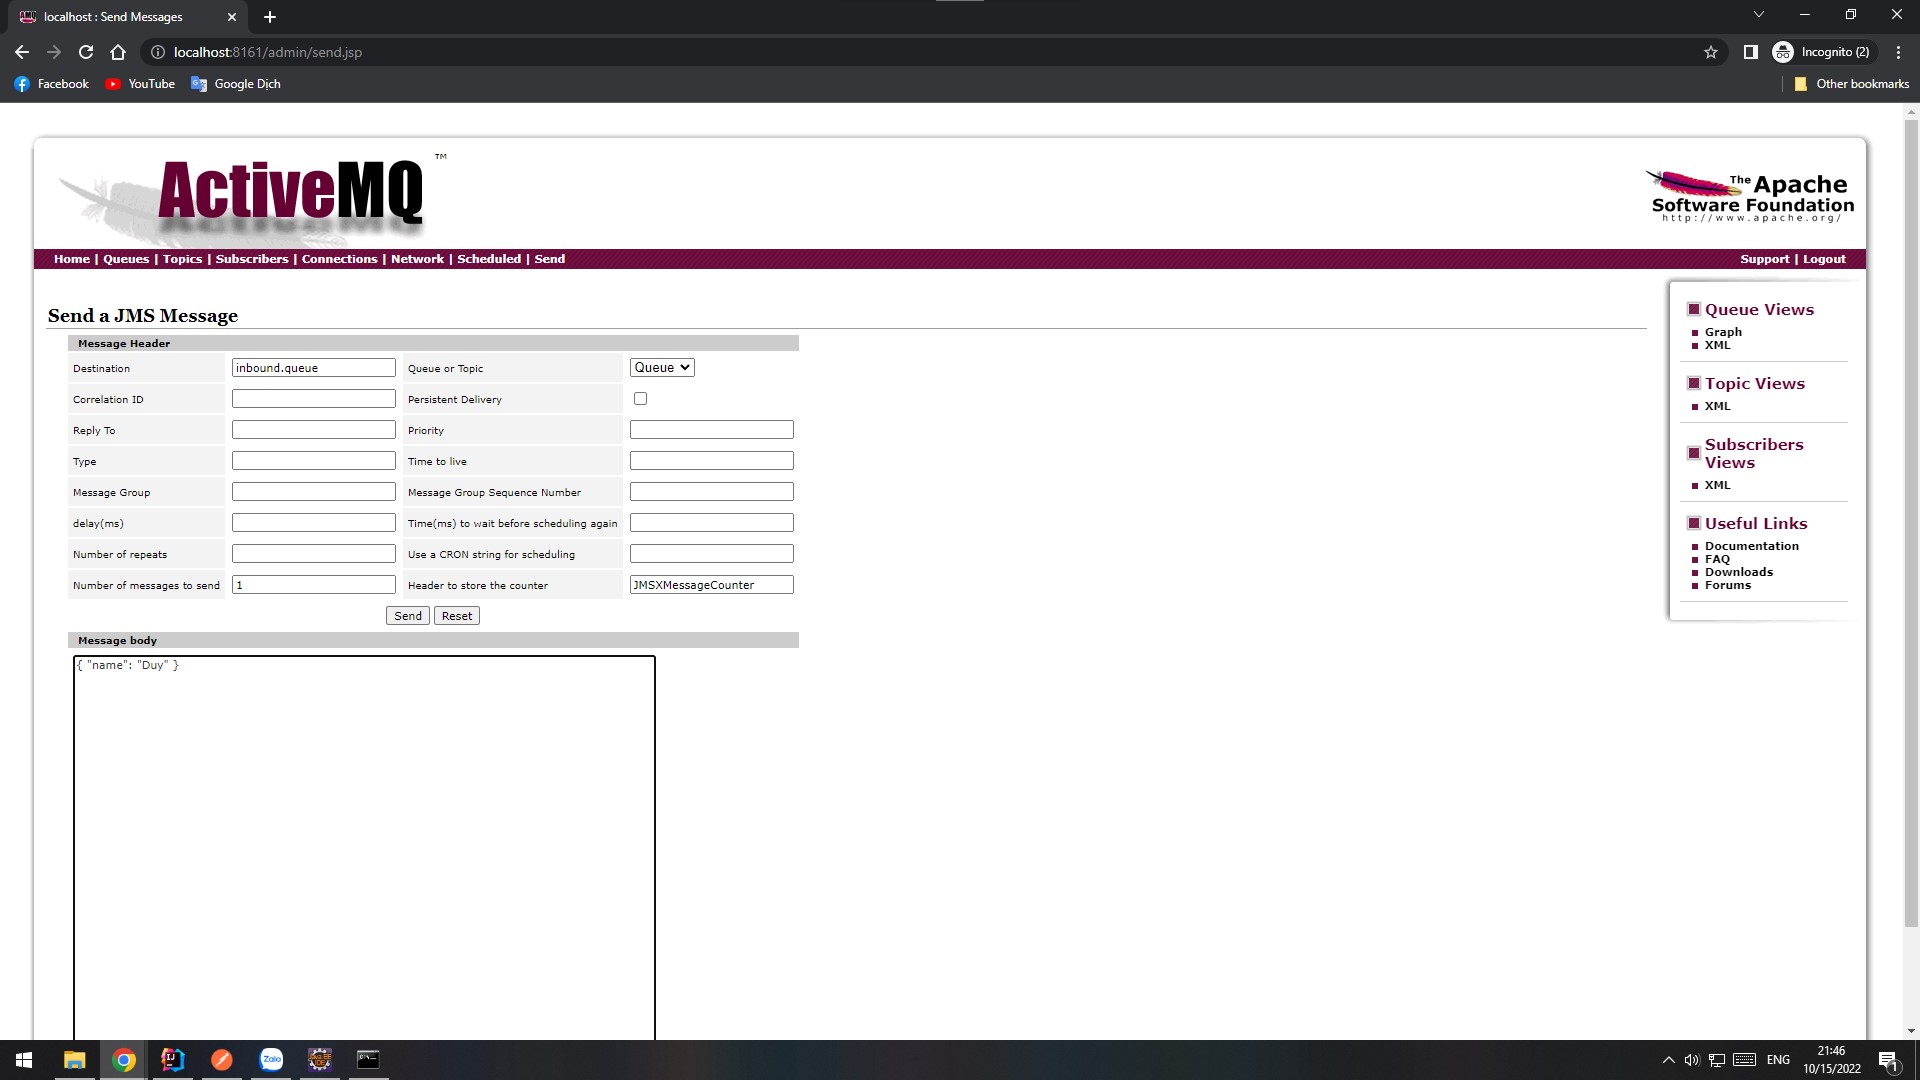 localhost : Send Messages
localhost:8161/admin/send.jsp
Incognito (2)
Facebook
YouTube
Google Dịch
Other bookmarks
ActiveMQ ™
The Apache
Software Foundation
http://www.apache.org/
Home | Queues | Topics | Subscribers | Connections | Network | Scheduled | Send
Support | Logout
Send a JMS Message
Message Header
Destination inbound.queue Queue or Topic Queue
Correlation ID Persistent Delivery
Reply To Priority
Type Time to live
Message Group Message Group Sequence Number
delay(ms) Time(ms) to wait before scheduling again
Number of repeats Use a CRON string for scheduling
Number of messages to send 1 Header to store the counter JMSXMessageCounter
Send Reset
Message body
{ "name": "Duy" }
Queue Views
Graph
XML
Topic Views
XML
Subscribers
Views
XML
Useful Links
Documentation
FAQ
Downloads
Forums
Zalo
ENG
21:46
10/15/2022
1